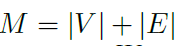 M = |V| + |E|